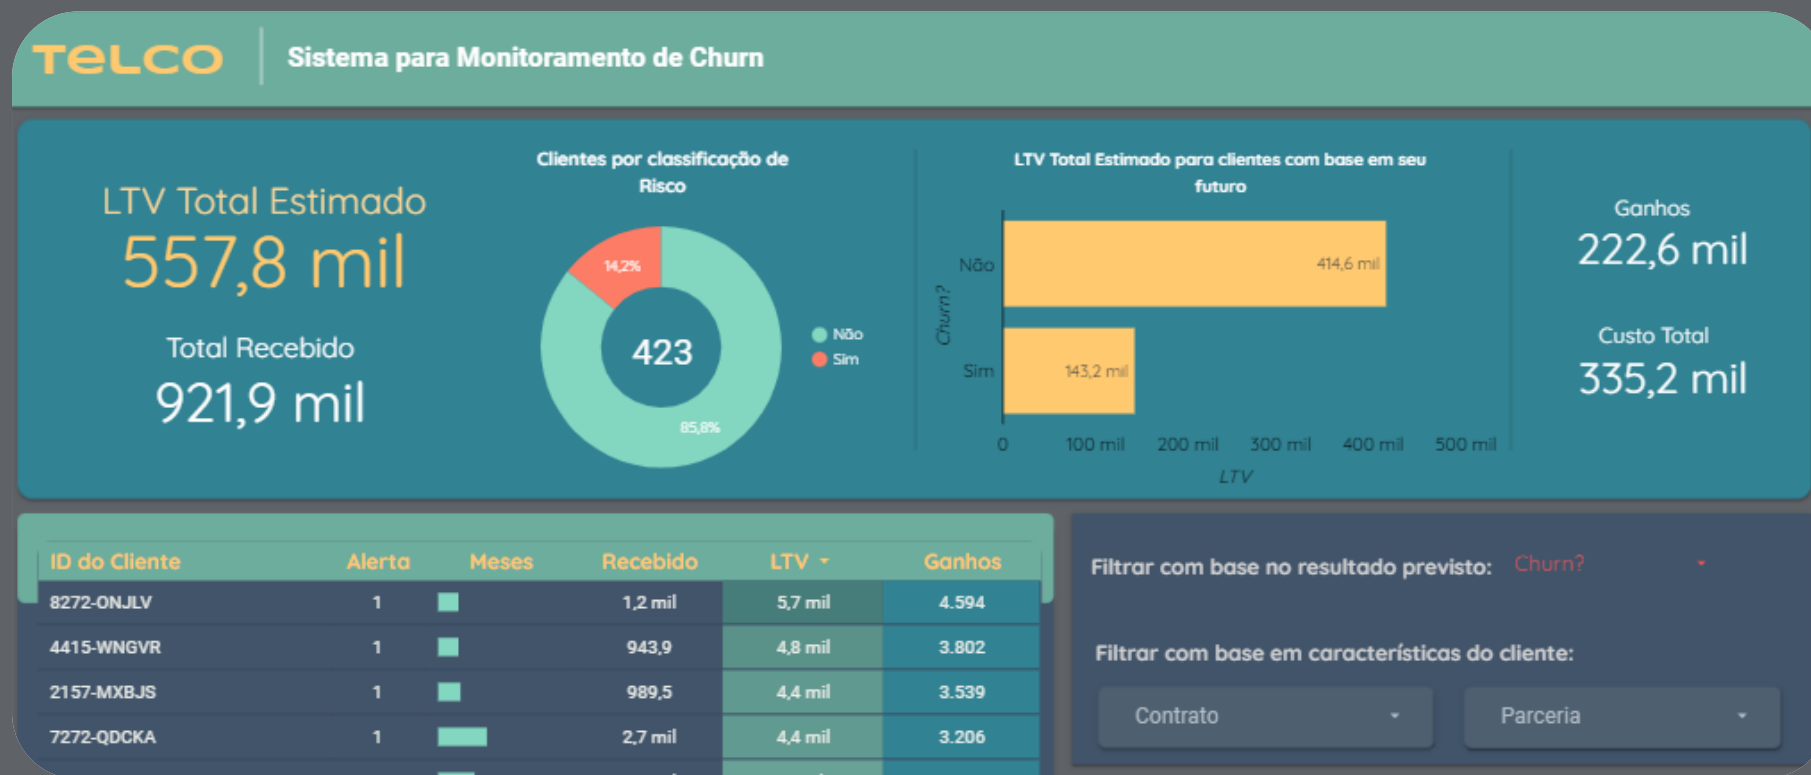 TELCO
Sistema para Monitoramento de Churn
LTV Total Estimado
557,8 mil
Total Recebido
921,9 mil
Clientes por classificação de
Risco
14,2%
423
85,8%
Não
Sim
LTV Total Estimado para clientes com base em seu
futuro
Churn?
Não
414,6 mil
Sim
143,2 mil
0 100 mil 200 mil 300 mil 400 mil 500 mil
LTV
Ganhos
222,6 mil
Custo Total
335,2 mil
ID do Cliente Alerta Meses Recebido LTV Ganhos
8272-ONJLV 1 1,2 mil 5,7 mil 4.594
4415-WNGVR 1 943,9 4,8 mil 3.802
2157-MXBJS 1 989,5 4,4 mil 3.539
7272-QDCKA 1 2,7 mil 4,4 mil 3.206
Filtrar com base no resultado previsto: Churn?
Filtrar com base em características do cliente:
Contrato Parceria